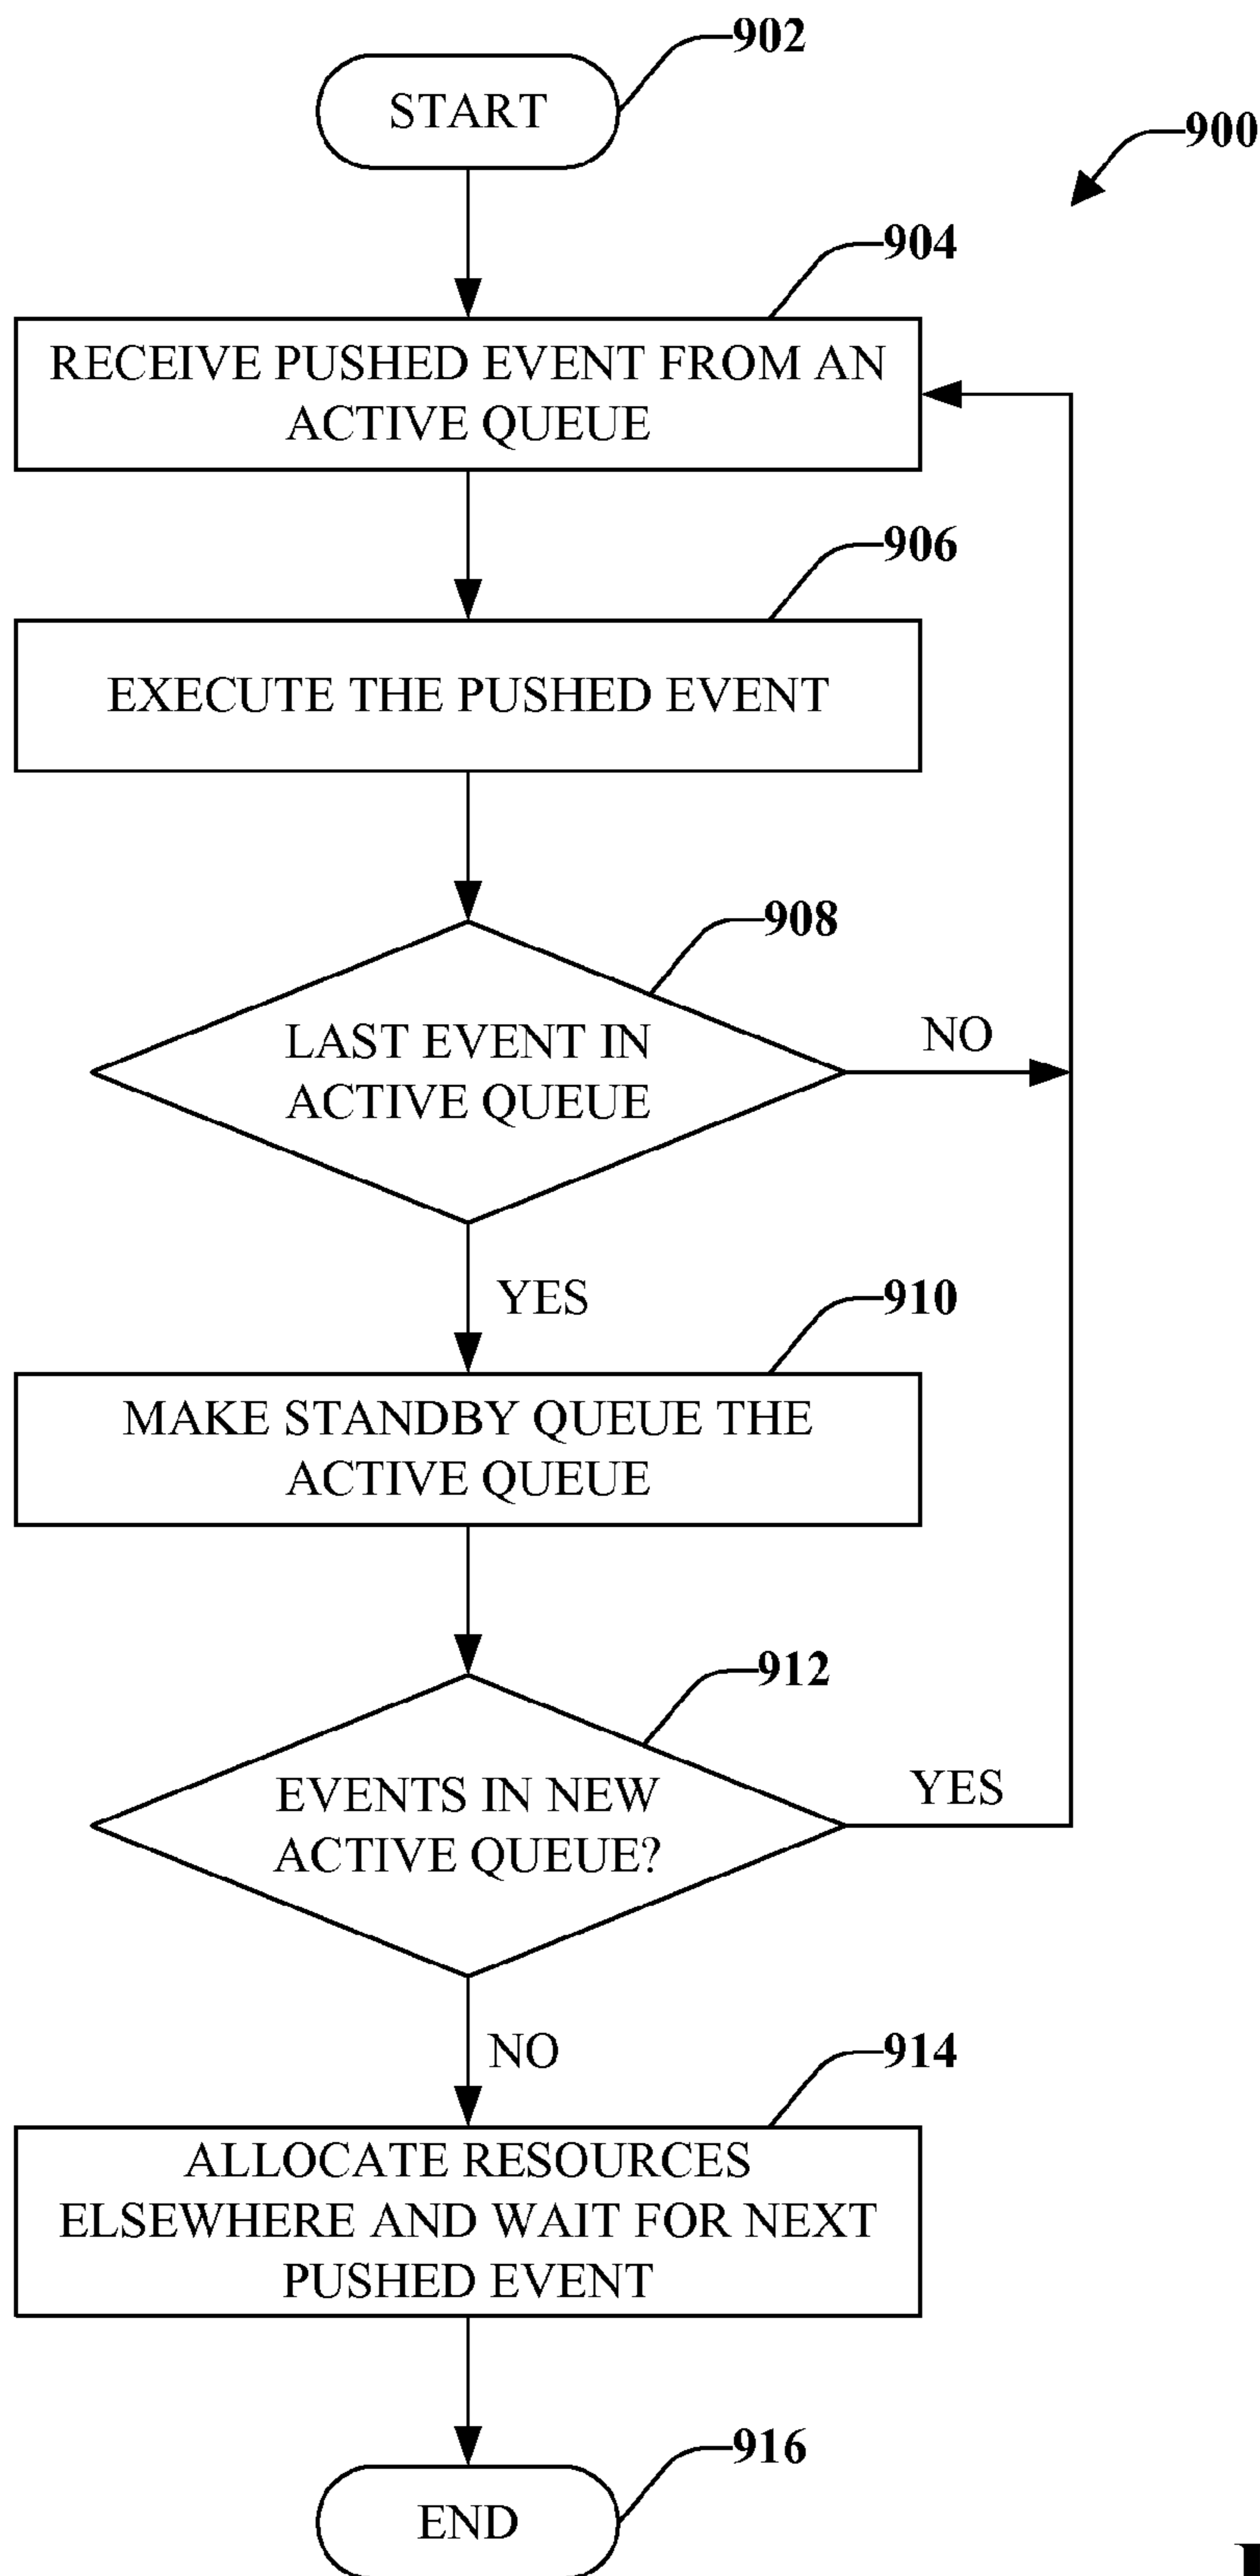 902
START
900
904
RECEIVE PUSHED EVENT FROM AN
ACTIVE QUEUE
906
EXECUTE THE PUSHED EVENT
908
LAST EVENT IN
ACTIVE QUEUE
NO
YES
910
MAKE STANDBY QUEUE THE
ACTIVE QUEUE
912
EVENTS IN NEW
ACTIVE QUEUE?
YES
NO
914
ALLOCATE RESOURCES
ELSEWHERE AND WAIT FOR NEXT
PUSHED EVENT
916
END